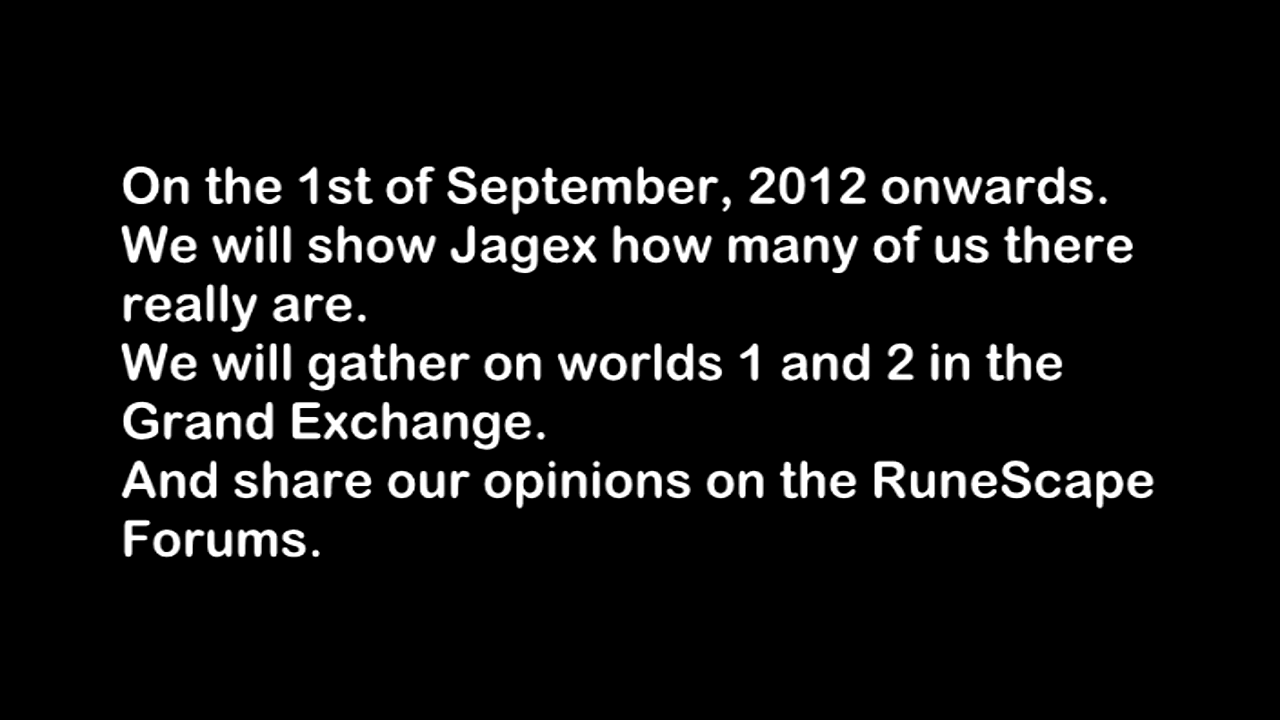 On the 1st of September, 2012 onwards.
We will show Jagex how many of us there
really are.
We will gather on worlds 1 and 2 in the
Grand Exchange.
And share our opinions on the RuneScape
Forums.